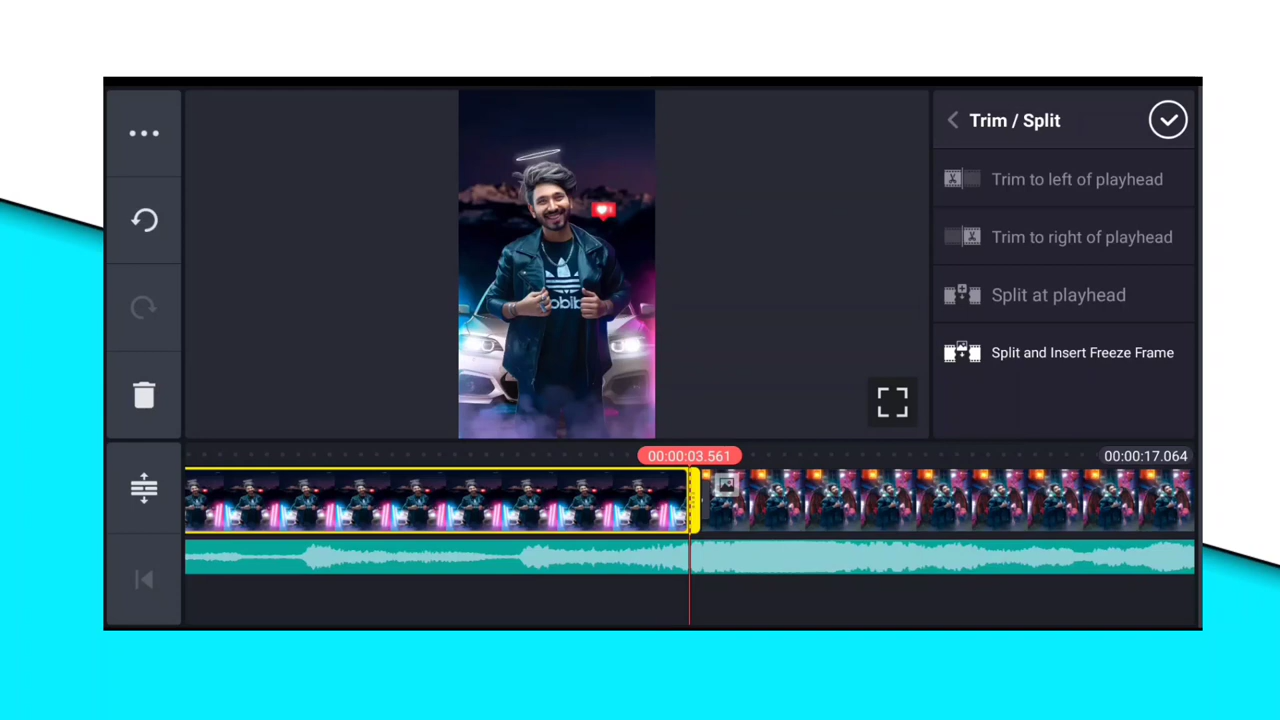 Trim / Split
Trim to left of playhead
Trim to right of playhead
Split at playhead
Split and Insert Freeze Frame
obib
00:00:03.561
00:00:17.064